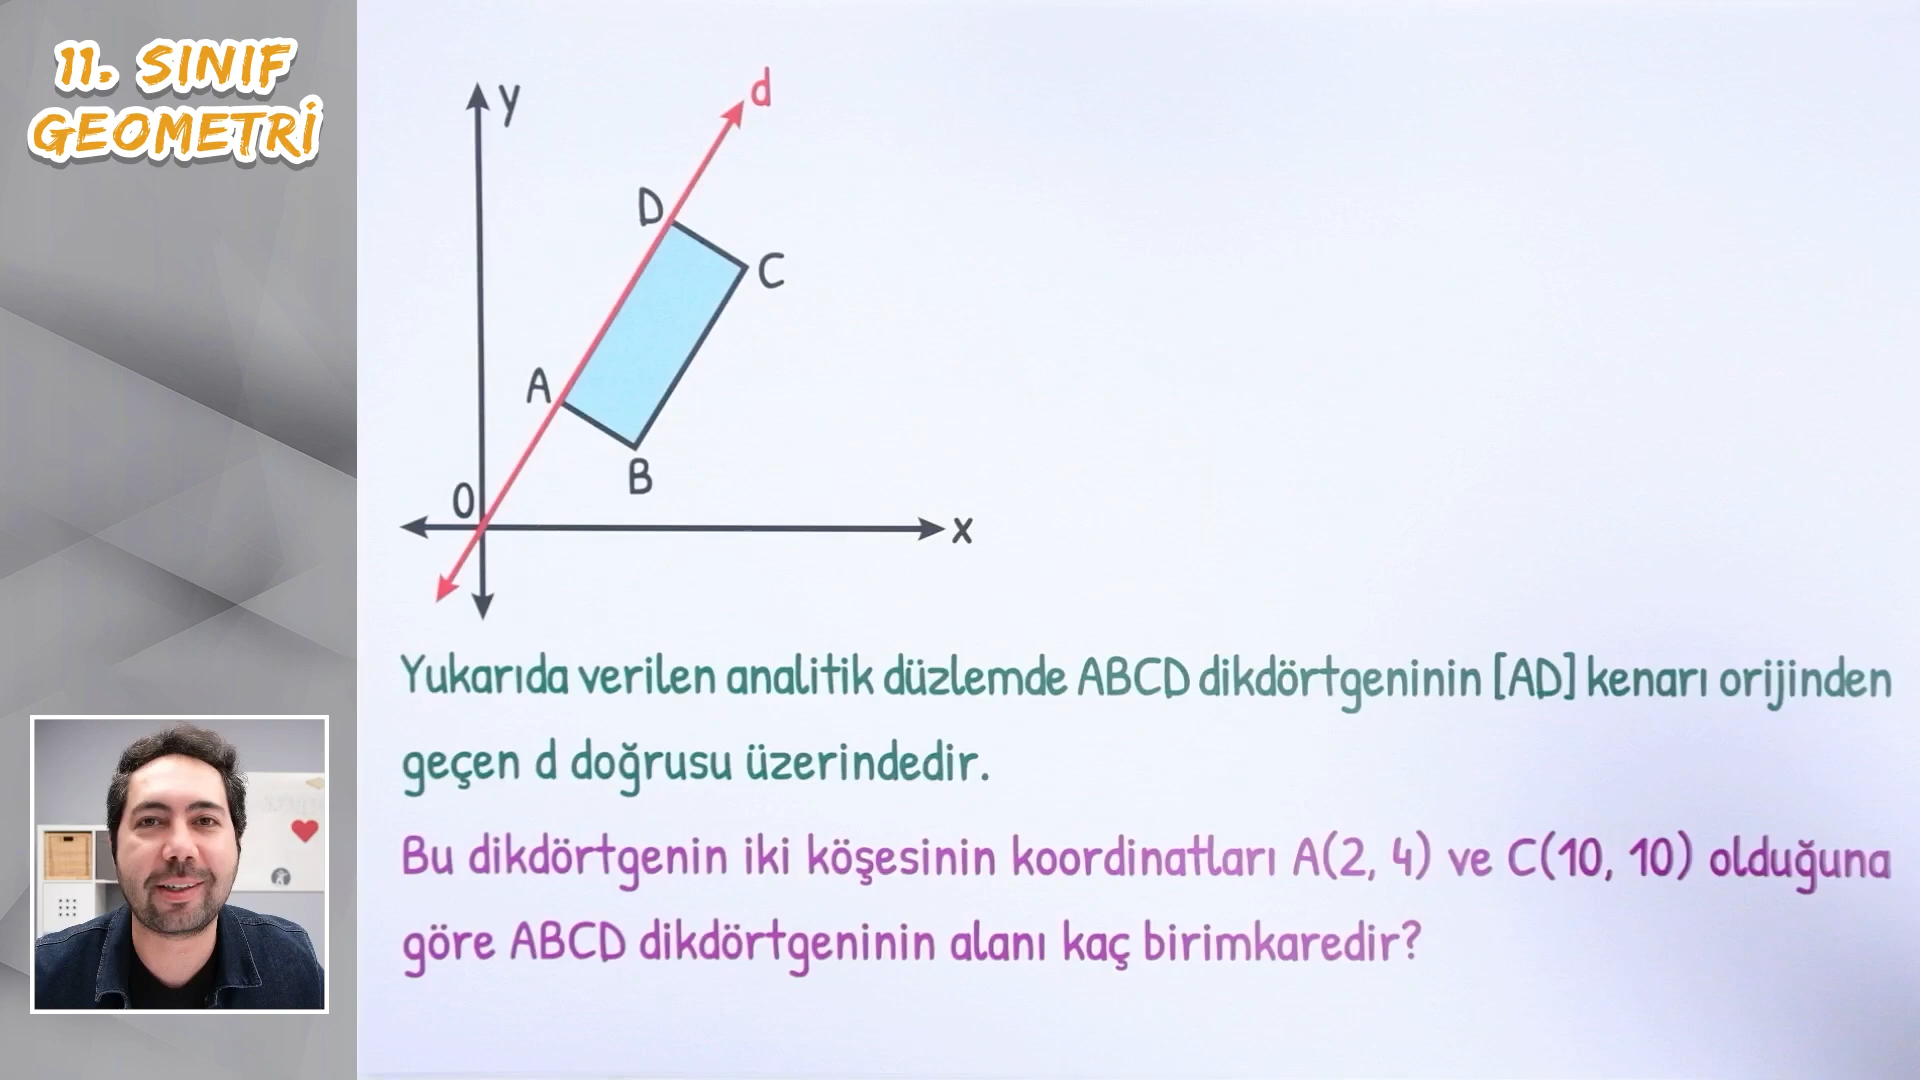 11. SINIF
GEOMETRİ
y
d
D
C
A
B
O
x
Yukarıda verilen analitik düzlemde ABCD dikdörtgeninin [AD] kenarı orijinden
geçen d doğrusu üzerindedir.
Bu dikdörtgenin iki köşesinin koordinatları A(2, 4) ve C(10, 10) olduğuna
göre ABCD dikdörtgeninin alanı kaç birimkaredir?